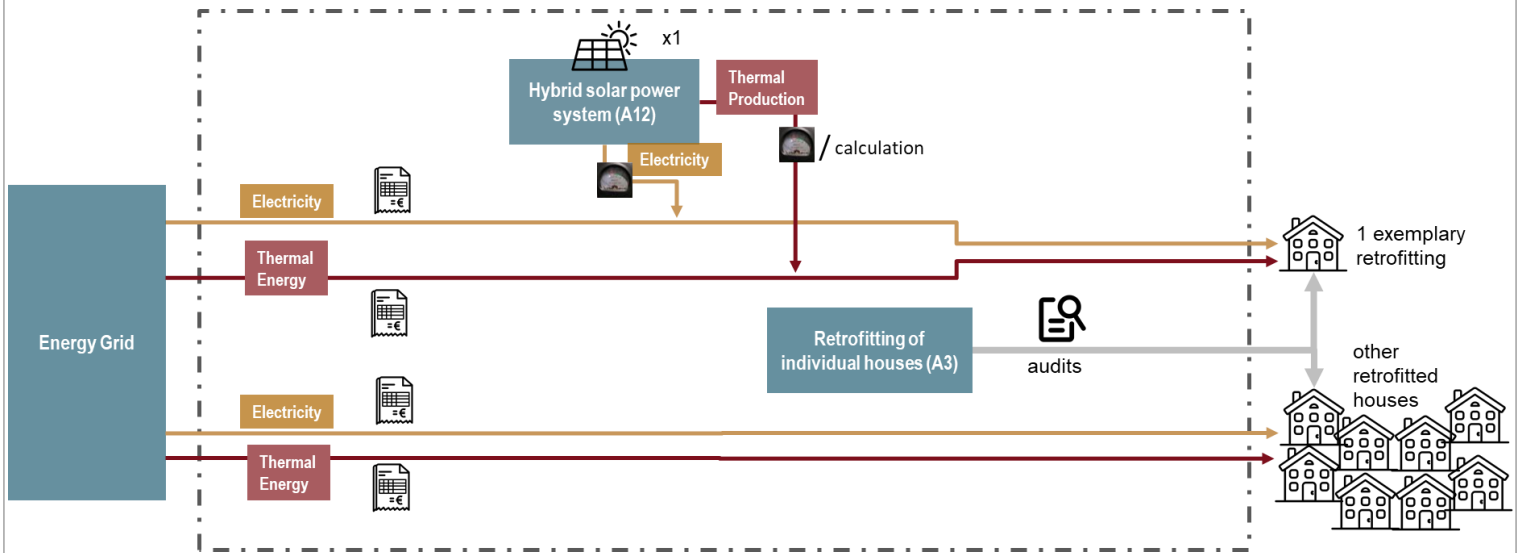 x1
Hybrid solar power
system (A12)
Thermal
Production
/ calculation
Electricity
Electricity
=€
Thermal
Energy
=€
1 exemplary
retrofitting
Energy Grid
Retrofitting of
individual houses (A3)
audits
other
retrofitted
houses
Electricity
=€
Thermal
Energy
=€